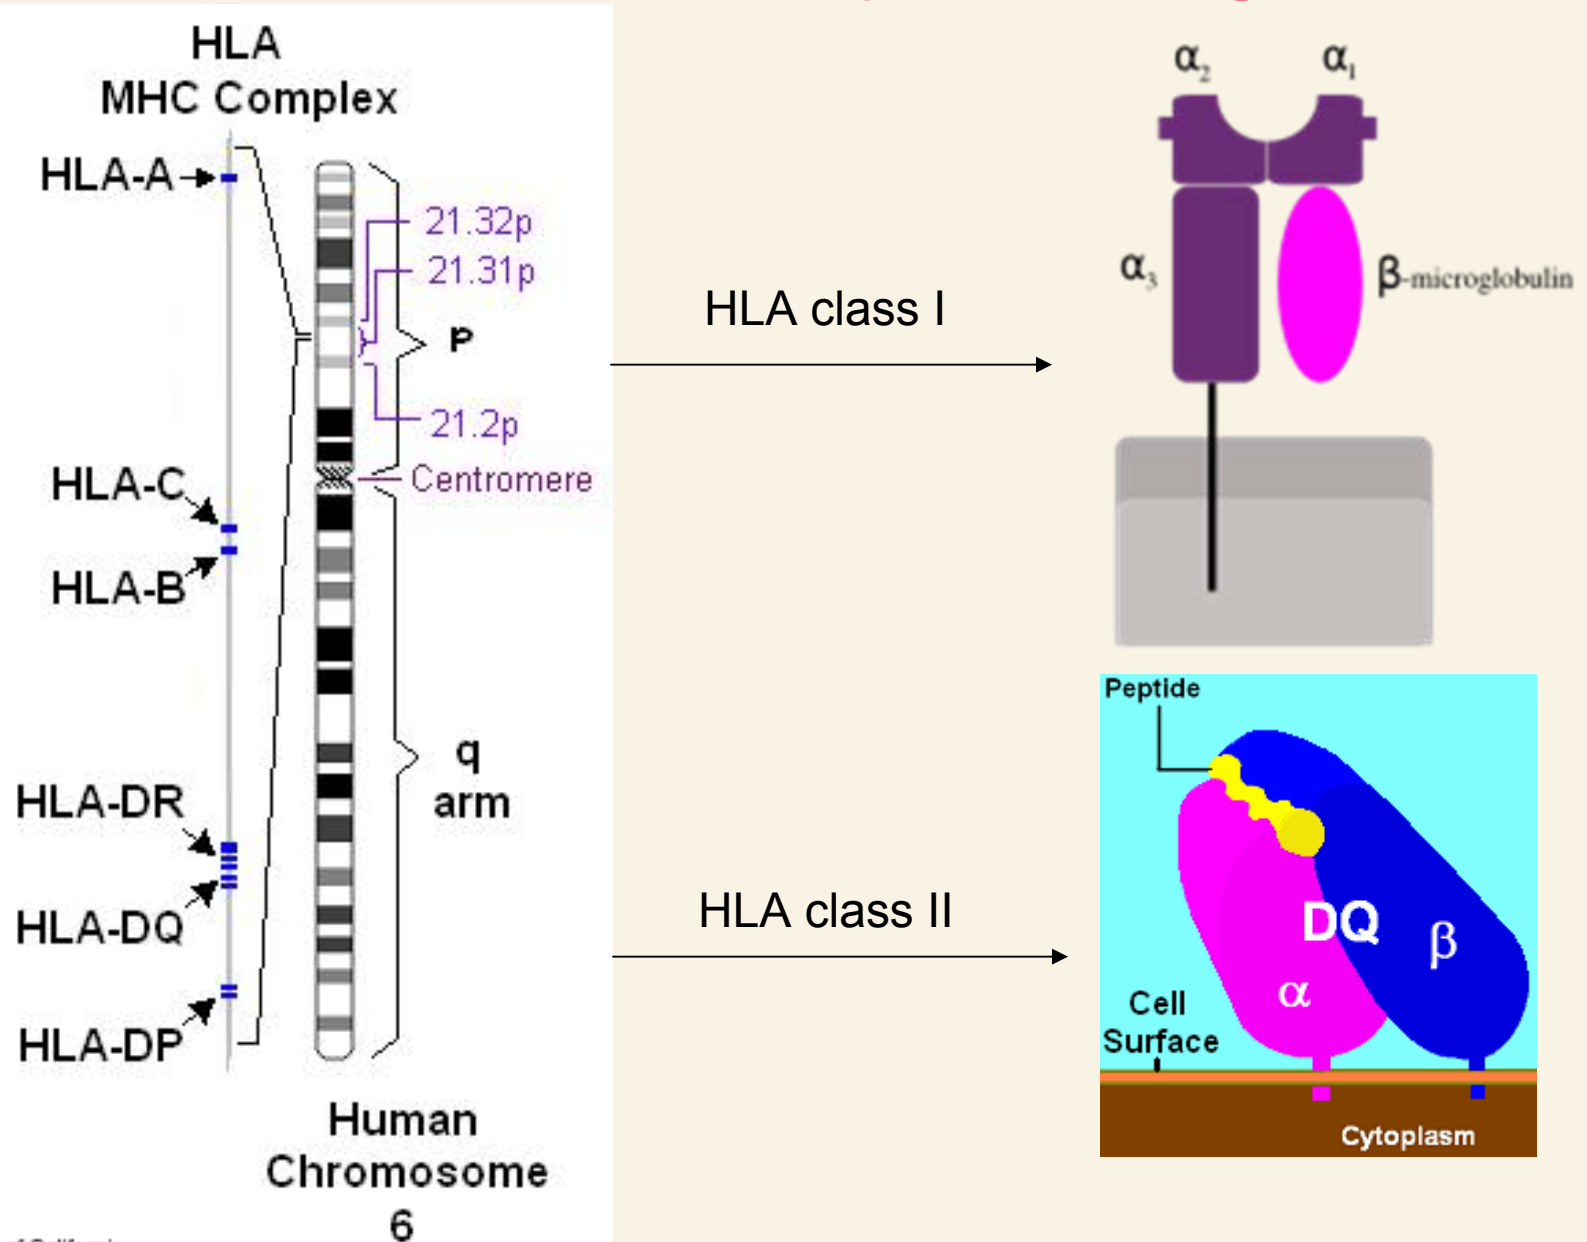 HLA
MHC Complex
HLA-A
21.32p
21.31p
p
21.2p
HLA-C
Centromere
HLA-B
q
arm
HLA-DR
HLA-DQ
HLA-DP
Human
Chromosome
6
HLA class I
α2
α1
α3
β-microglobulin
HLA class II
Peptide
DQ
β
α
Cell
Surface
Cytoplasm